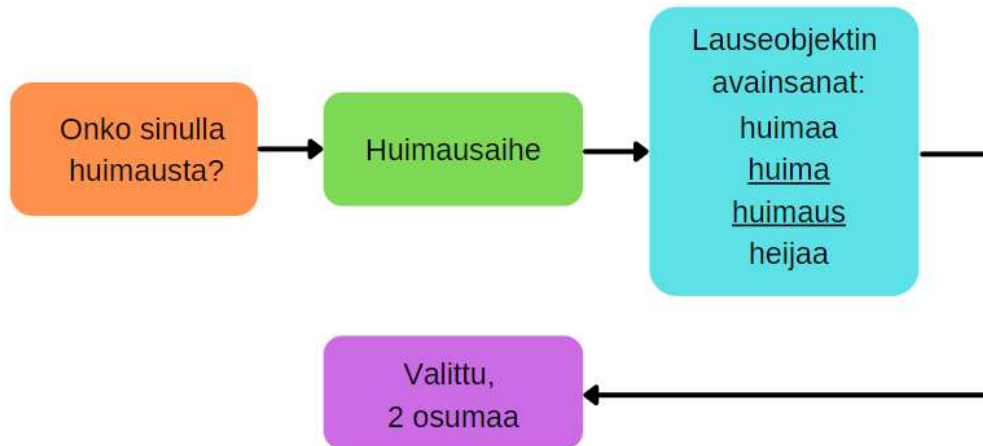 Onko sinulla
huimausta?
Huimausaihe
Lauseobjektin
avainsanat:
huimaa
huima
huimaus
heijaa
Valittu,
2 osumaa